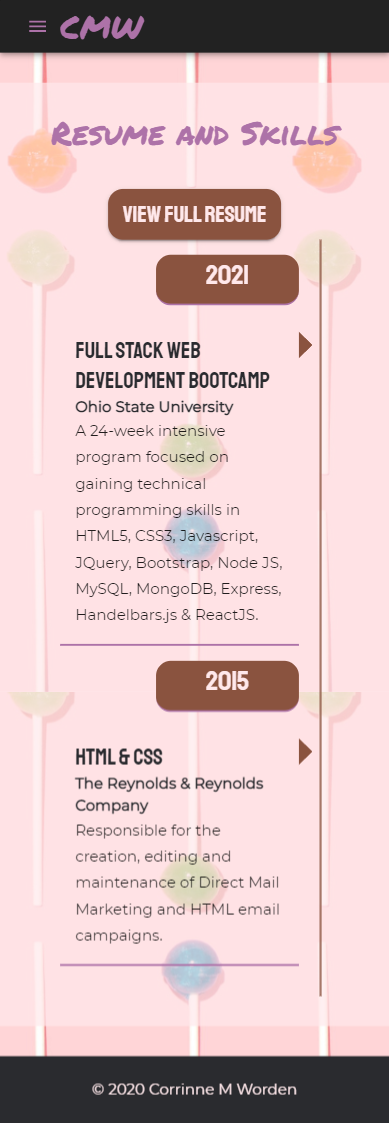 CMW
Resume and Skills
VIEW FULL RESUME
2021
FULL STACK WEB
DEVELOPMENT BOOTCAMP
Ohio State University
A 24-week intensive
program focused on
gaining technical
programming skills in
HTML5, CSS3, Javascript,
JQuery, Bootstrap, Node JS,
MySQL, MongoDB, Express,
Handelbars.js & ReactJS.
2015
HTML & CSS
The Reynolds & Reynolds
Company
Responsible for the
creation, editing and
maintenance of Direct Mail
Marketing and HTML email
campaigns.
© 2020 Corrinne M Worden